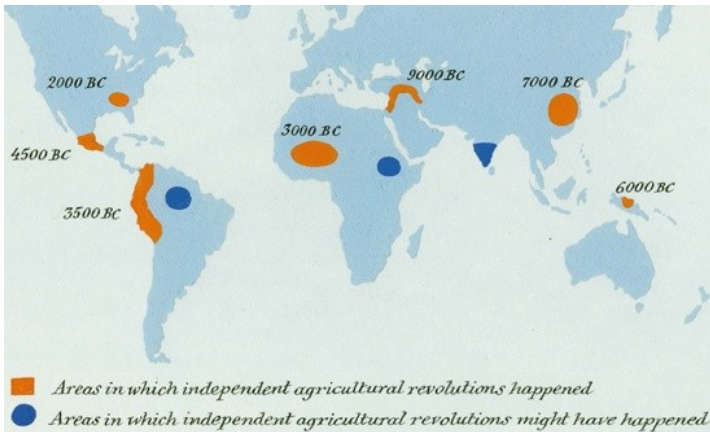 2000 BC
9000 BC
7000 BC
3000 BC
4500 BC
6000 BC
3500 BC
Areas in which independent agricultural revolutions happened
Areas in which independent agricultural revolutions might have happened